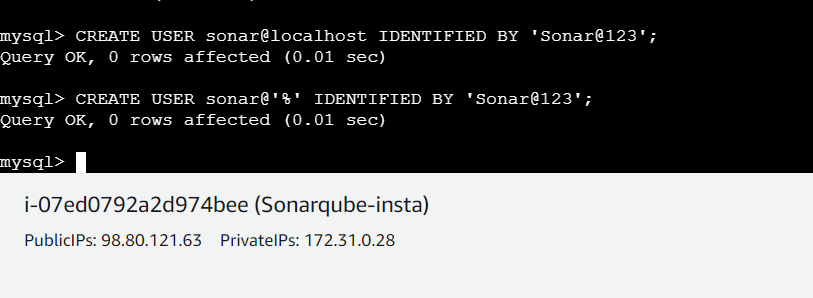 mysql> CREATE USER sonar@localhost IDENTIFIED BY 'Sonar@123';
Query OK, 0 rows affected (0.01 sec)
mysql> CREATE USER sonar@'%' IDENTIFIED BY 'Sonar@123';
Query OK, 0 rows affected (0.01 sec)
mysql>
i-07ed0792a2d974bee (Sonarqube-insta)
PublicIPs: 98.80.121.63 PrivateIPs: 172.31.0.28